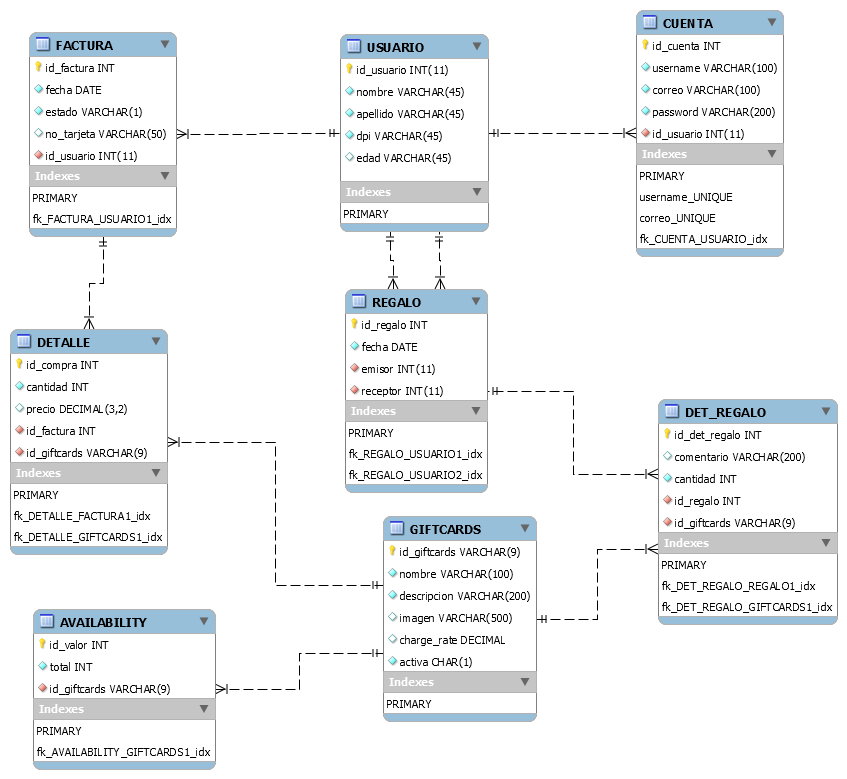 FACTURA
id_factura INT
fecha DATE
estado VARCHAR(1)
no_tarjeta VARCHAR(50)
id_usuario INT(11)
Indexes
PRIMARY
fk_FACTURA_USUARIO1_idx
USUARIO
id_usuario INT(11)
nombre VARCHAR(45)
apellido VARCHAR(45)
dpi VARCHAR(45)
edad VARCHAR(45)
Indexes
PRIMARY
CUENTA
id_cuenta INT
username VARCHAR(100)
correo VARCHAR(100)
password VARCHAR(200)
id_usuario INT(11)
Indexes
PRIMARY
username_UNIQUE
correo_UNIQUE
fk_CUENTA_USUARIO_idx
DETALLE
id_compra INT
cantidad INT
precio DECIMAL(3,2)
id_factura INT
id_giftcards VARCHAR(9)
Indexes
PRIMARY
fk_DETALLE_FACTURA1_idx
fk_DETALLE_GIFTCARDS1_idx
REGALO
id_regalo INT
fecha DATE
emisor INT(11)
receptor INT(11)
Indexes
PRIMARY
fk_REGALO_USUARIO1_idx
fk_REGALO_USUARIO2_idx
DET_REGALO
id_det_regalo INT
comentario VARCHAR(200)
cantidad INT
id_regalo INT
id_giftcards VARCHAR(9)
Indexes
PRIMARY
fk_DET_REGALO_REGALO1_idx
fk_DET_REGALO_GIFTCARDS1_idx
GIFTCARDS
id_giftcards VARCHAR(9)
nombre VARCHAR(100)
descripcion VARCHAR(200)
imagen VARCHAR(500)
charge_rate DECIMAL
activa CHAR(1)
Indexes
PRIMARY
AVAILABILITY
id_valor INT
total INT
id_giftcards VARCHAR(9)
Indexes
PRIMARY
fk_AVAILABILITY_GIFTCARDS1_idx